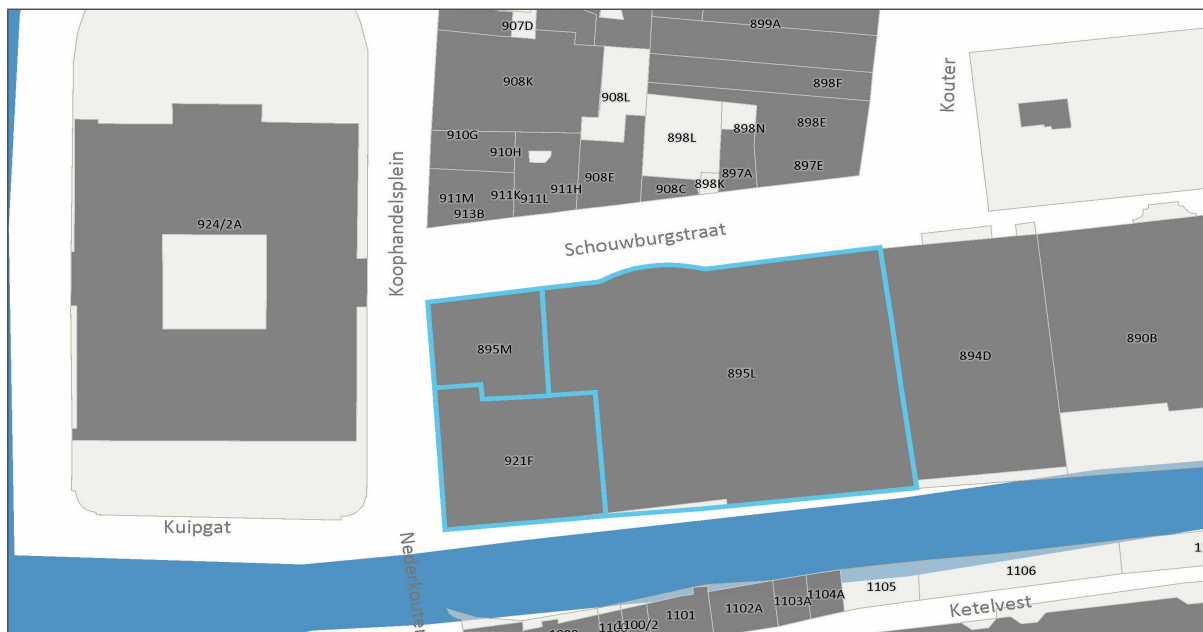 907D
899A
908K
898F
908L
Kouter
898E
898N
910G
898L
910H
897E
908E
897A
898K
908C
911H
911K
911L
911M
913B
924/2A
Koophandelsplein
Schouwburgstraat
890B
895M
894D
895L
921F
Kuipgat
Nederkouter
1106
1105
1104A
1103A
1102A
1101
1100/2
Ketelvest